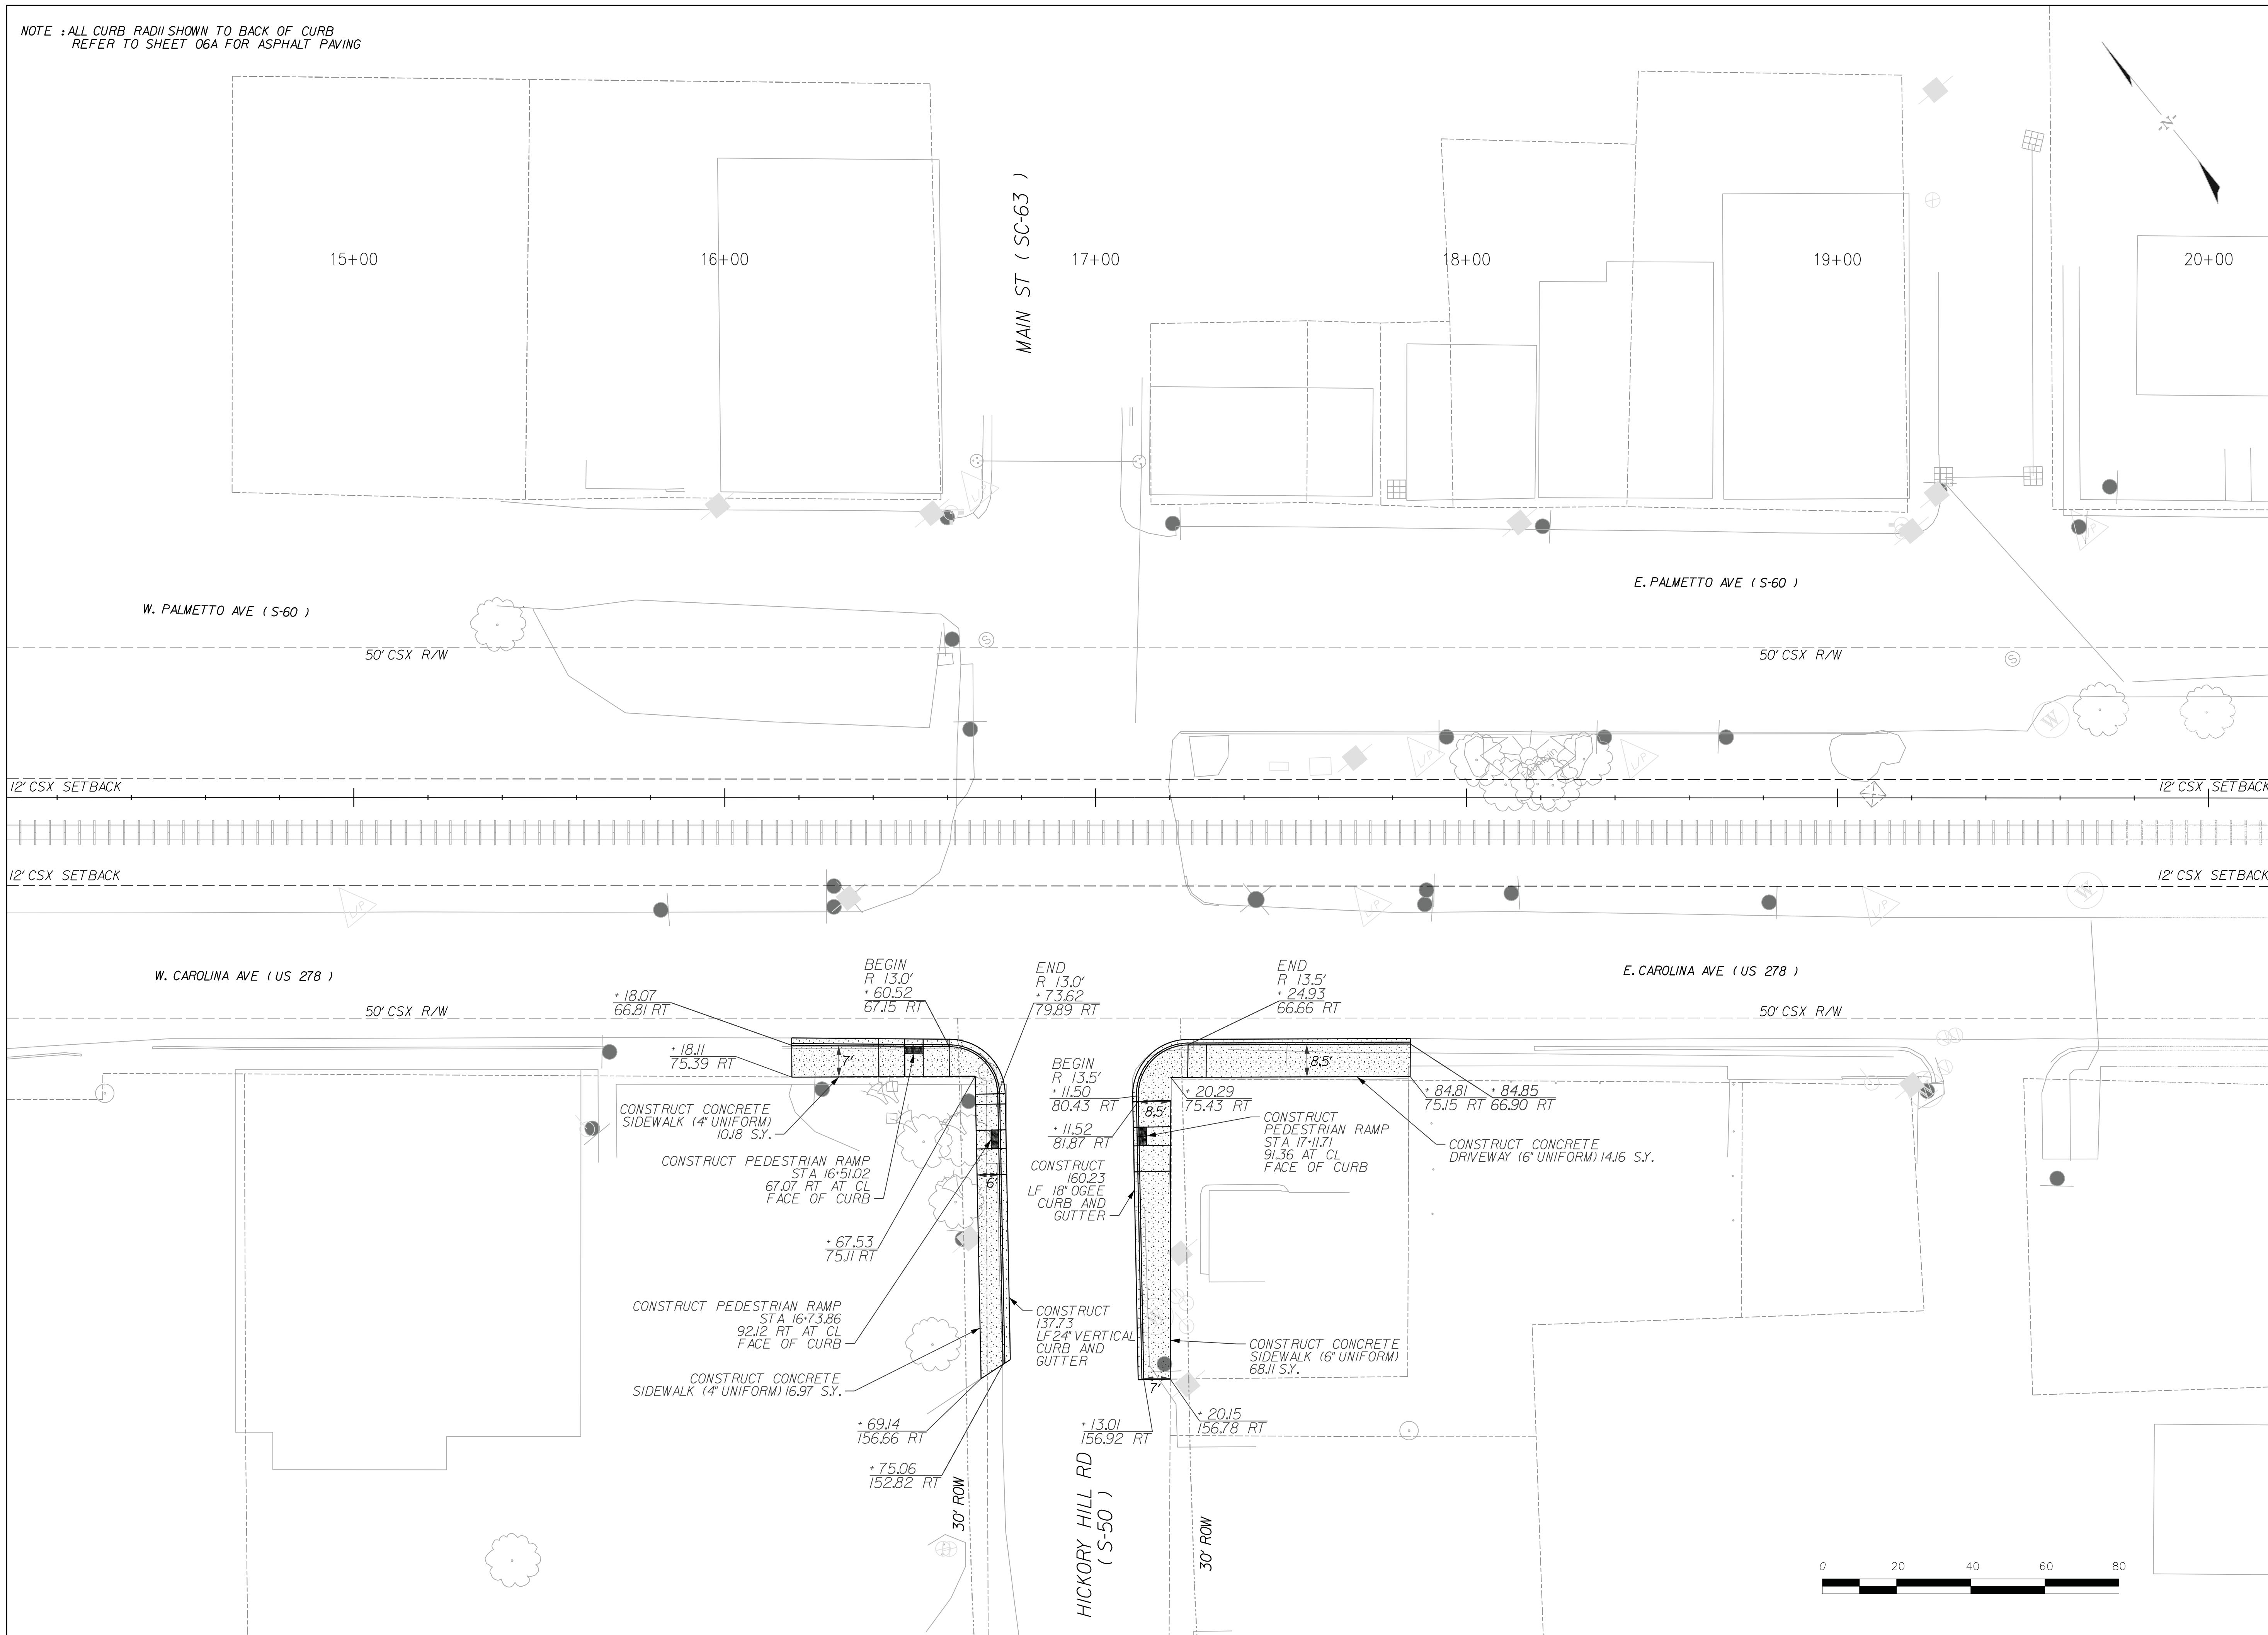 NOTE : ALL CURB RADII SHOWN TO BACK OF CURB
REFER TO SHEET 06A FOR ASPHALT PAVING
-N-
MAIN ST ( SC-63 )
15+00
16+00
17+00
18+00
19+00
20+00
L/P
W. PALMETTO AVE ( S-60 )
E. PALMETTO AVE ( S-60 )
L/P
50' CSX R/W
S
50' CSX R/W
S
W
L/P
L/P
12' CSX SETBACK
12' CSX SETBACK
12' CSX SETBACK
12' CSX SETBACK
L/P
L/P
L/P
W
W. CAROLINA AVE ( US 278 )
E. CAROLINA AVE ( US 278 )
50' CSX R/W
50' CSX R/W
+ 18.07
66.81 RT
BEGIN
R 13.0'
+ 60.52
67.15 RT
END
R 13.0'
+ 73.62
79.89 RT
END
R 13.5'
+ 24.93
66.66 RT
+ 18.11
75.39 RT
7'
8.5'
BEGIN
R 13.5'
+ 11.50
80.43 RT
8.5'
+ 20.29
75.43 RT
+ 84.81
75.15 RT
+ 84.85
66.90 RT
CONSTRUCT CONCRETE
SIDEWALK (4" UNIFORM)
10.18 S.Y.
+ 11.52
81.87 RT
CONSTRUCT
PEDESTRIAN RAMP
STA 17+11.71
91.36 AT CL
FACE OF CURB
CONSTRUCT CONCRETE
DRIVEWAY (6" UNIFORM) 14.16 S.Y.
CONSTRUCT PEDESTRIAN RAMP
STA 16+51.02
67.07 RT AT CL
FACE OF CURB
6'
CONSTRUCT
160.23
LF 18" OGEE
CURB AND
GUTTER
+ 67.53
75.11 RT
CONSTRUCT PEDESTRIAN RAMP
STA 16+73.86
92.12 RT AT CL
FACE OF CURB
CONSTRUCT
137.73
LF 24" VERTICAL
CURB AND
GUTTER
CONSTRUCT CONCRETE
SIDEWALK (6" UNIFORM)
68.11 S.Y.
CONSTRUCT CONCRETE
SIDEWALK (4" UNIFORM) 16.97 S.Y.
7'
+ 69.14
156.66 RT
+ 13.01
156.92 RT
+ 20.15
156.78 RT
+ 75.06
152.82 RT
30' ROW
HICKORY HILL RD
( S-50 )
30' ROW
0 20 40 60 80